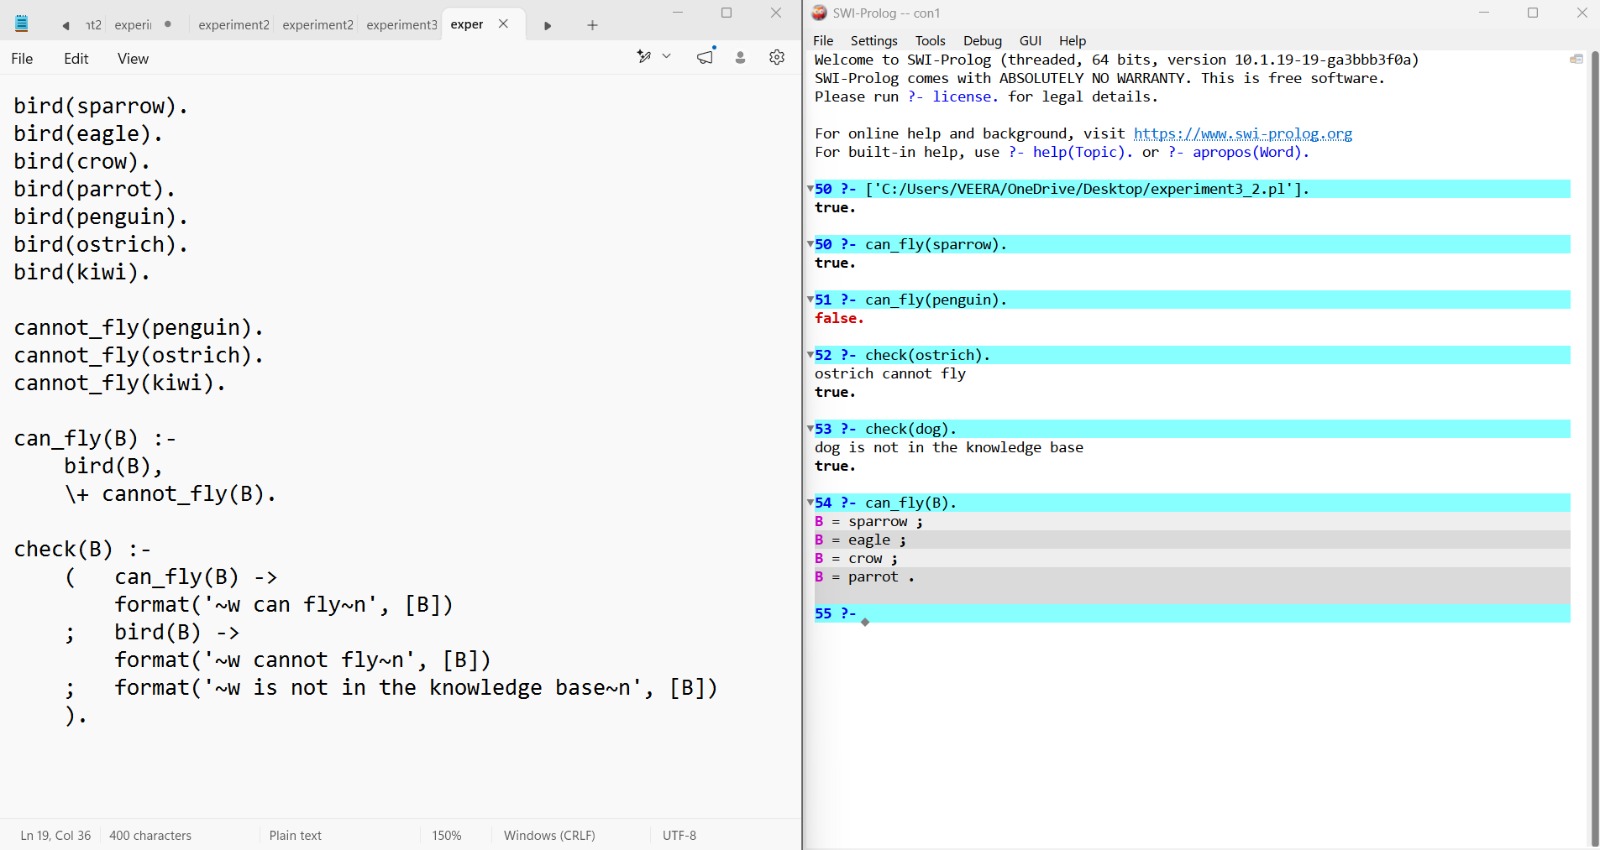 nt2 experi experiment2 experiment2 experiment3 exper
File Edit View
bird(sparrow).
bird(eagle).
bird(crow).
bird(parrot).
bird(penguin).
bird(ostrich).
bird(kiwi).
cannot_fly(penguin).
cannot_fly(ostrich).
cannot_fly(kiwi).
can_fly(B) :-
    bird(B),
    \+ cannot_fly(B).
check(B) :-
    (   can_fly(B) ->
        format('~w can fly~n', [B])
    ;   bird(B) ->
        format('~w cannot fly~n', [B])
    ;   format('~w is not in the knowledge base~n', [B])
    ).
Ln 19, Col 36 400 characters Plain text 150% Windows (CRLF) UTF-8
SWI-Prolog -- con1
File Settings Tools Debug GUI Help
Welcome to SWI-Prolog (threaded, 64 bits, version 10.1.19-19-ga3bbb3f0a)
SWI-Prolog comes with ABSOLUTELY NO WARRANTY. This is free software.
Please run ?- license. for legal details.
For online help and background, visit https://www.swi-prolog.org
For built-in help, use ?- help(Topic). or ?- apropos(Word).
50 ?- ['C:/Users/VEERA/OneDrive/Desktop/experiment3_2.pl'].
true.
50 ?- can_fly(sparrow).
true.
51 ?- can_fly(penguin).
false.
52 ?- check(ostrich).
ostrich cannot fly
true.
53 ?- check(dog).
dog is not in the knowledge base
true.
54 ?- can_fly(B).
B = sparrow ;
B = eagle ;
B = crow ;
B = parrot .
55 ?-